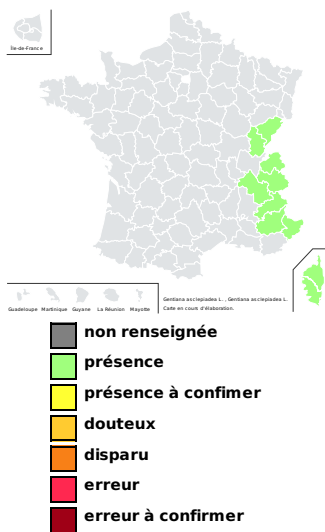 Île-de-France
Gentiana asclepiadea L. , Gentiana asclepiadea L.
Carte en cours d'élaboration.
Guadeloupe Martinique Guyane La Réunion Mayotte
non renseignée
présence
présence à confimer
douteux
disparu
erreur
erreur à confirmer